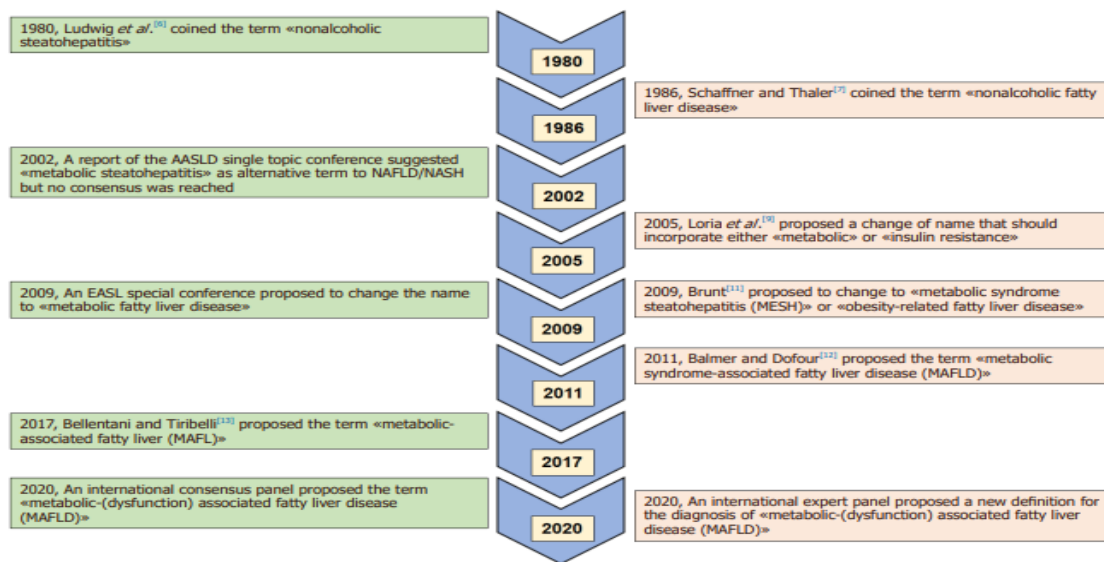 1980, Ludwig et al.[6] coined the term «nonalcoholic
steatohepatitis»
1980
1986, Schaffner and Thaler[7] coined the term «nonalcoholic fatty
liver disease»
1986
2002, A report of the AASLD single topic conference suggested
«metabolic steatohepatitis» as alternative term to NAFLD/NASH
but no consensus was reached
2002
2005, Loria et al.[9] proposed a change of name that should
incorporate either «metabolic» or «insulin resistance»
2005
2009, An EASL special conference proposed to change the name
to «metabolic fatty liver disease»
2009, Brunt[11] proposed to change to «metabolic syndrome
steatohepatitis (MESH)» or «obesity-related fatty liver disease»
2009
2011, Balmer and Dofour[12] proposed the term «metabolic
syndrome-associated fatty liver disease (MAFLD)»
2011
2017, Bellentani and Tiribelli[13] proposed the term «metabolic-
associated fatty liver (MAFL)»
2017
2020, An international consensus panel proposed the term
«metabolic-(dysfunction) associated fatty liver disease
(MAFLD)»
2020, An international expert panel proposed a new definition for
the diagnosis of «metabolic-(dysfunction) associated fatty liver
disease (MAFLD)»
2020